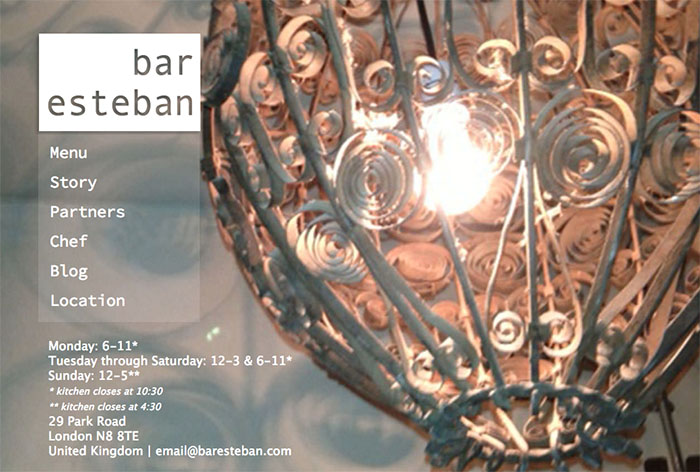 bar
esteban
Menu
Story
Partners
Chef
Blog
Location
Monday: 6-11*
Tuesday through Saturday: 12-3 & 6-11*
Sunday: 12-5**
* kitchen closes at 10:30
** kitchen closes at 4:30
29 Park Road
London N8 8TE
United Kingdom | email@baresteban.com